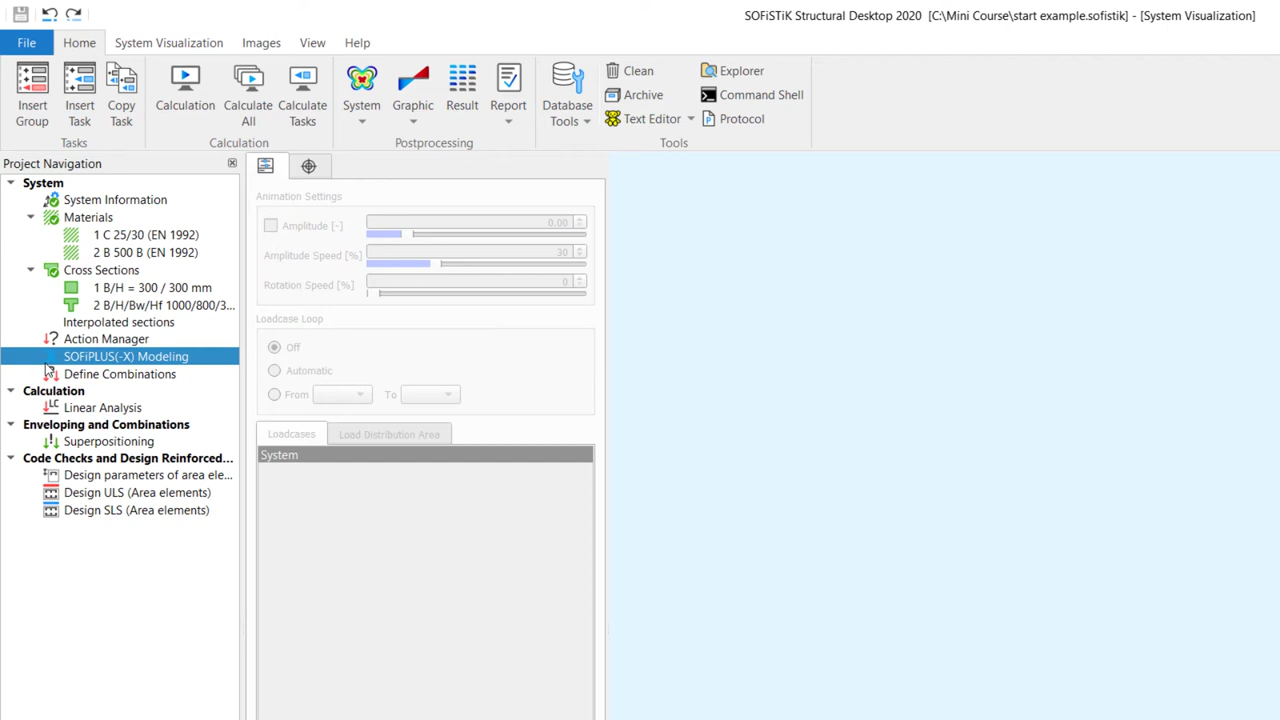 SOFiSTiK Structural Desktop 2020 [C:\Mini Course\start example.sofistik] - [System Visualization]
File Home System Visualization Images View Help
Insert Group
Insert Task
Copy Task
Calculation
Calculate All
Calculate Tasks
System
Graphic
Result
Report
Database Tools
Clean
Archive
Text Editor
Explorer
Command Shell
Protocol
Tasks Calculation Postprocessing Tools
Project Navigation
System
System Information
Materials
1 C 25/30 (EN 1992)
2 B 500 B (EN 1992)
Cross Sections
1 B/H = 300 / 300 mm
2 B/H/Bw/Hf 1000/800/3...
Interpolated sections
Action Manager
SOFiPLUS(-X) Modeling
Define Combinations
Calculation
Linear Analysis
Enveloping and Combinations
Superpositioning
Code Checks and Design Reinforced...
Design parameters of area ele...
Design ULS (Area elements)
Design SLS (Area elements)
Animation Settings
Amplitude [-] 0.00
Amplitude Speed [%] 30
Rotation Speed [%] 0
Loadcase Loop
Off
Automatic
From To
Loadcases Load Distribution Area
System